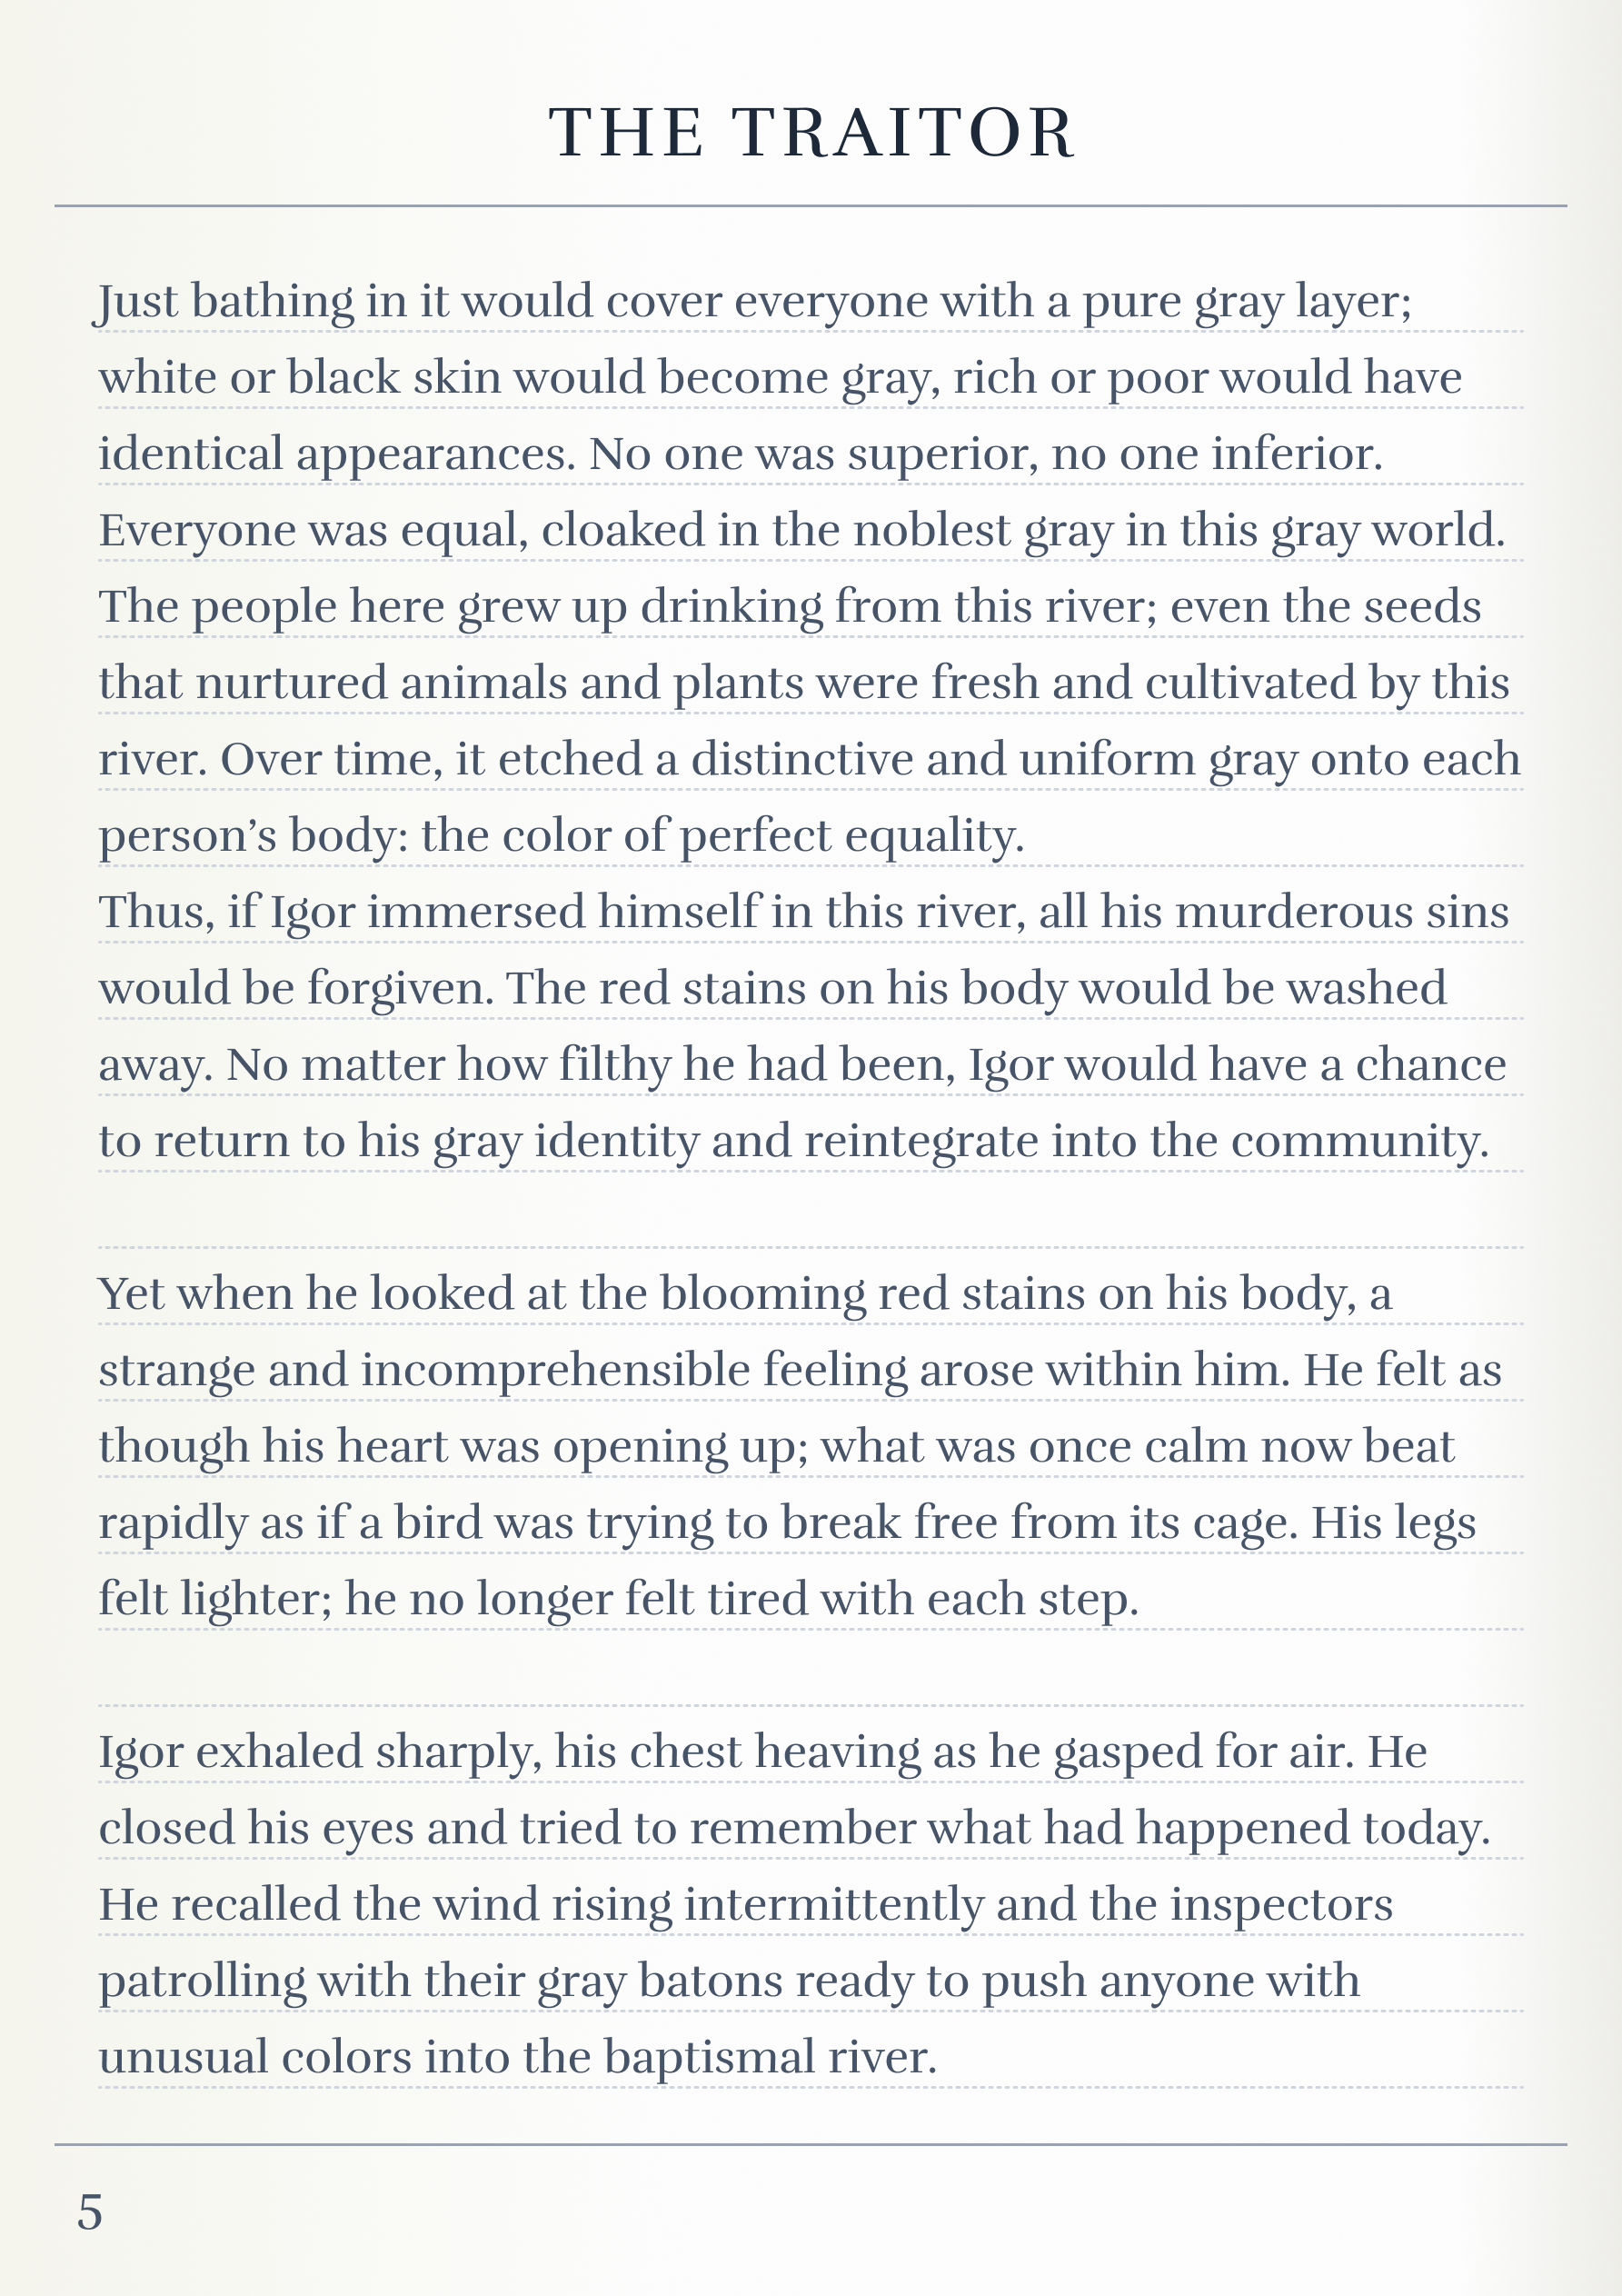 THE TRAITOR
Just bathing in it would cover everyone with a pure gray layer;
white or black skin would become gray, rich or poor would have
identical appearances. No one was superior, no one inferior.
Everyone was equal, cloaked in the noblest gray in this gray world.
The people here grew up drinking from this river; even the seeds
that nurtured animals and plants were fresh and cultivated by this
river. Over time, it etched a distinctive and uniform gray onto each
person’s body: the color of perfect equality.
Thus, if Igor immersed himself in this river, all his murderous sins
would be forgiven. The red stains on his body would be washed
away. No matter how filthy he had been, Igor would have a chance
to return to his gray identity and reintegrate into the community.
Yet when he looked at the blooming red stains on his body, a
strange and incomprehensible feeling arose within him. He felt as
though his heart was opening up; what was once calm now beat
rapidly as if a bird was trying to break free from its cage. His legs
felt lighter; he no longer felt tired with each step.
Igor exhaled sharply, his chest heaving as he gasped for air. He
closed his eyes and tried to remember what had happened today.
He recalled the wind rising intermittently and the inspectors
patrolling with their gray batons ready to push anyone with
unusual colors into the baptismal river.
5